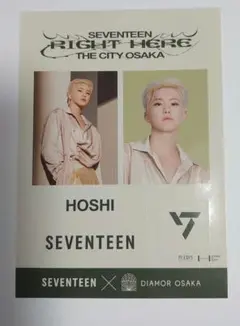 SEVENTEEN
RIGHT HERE
THE CITY OSAKA
HOSHI
SEVENTEEN
SEVENTEEN × DIAMOR OSAKA